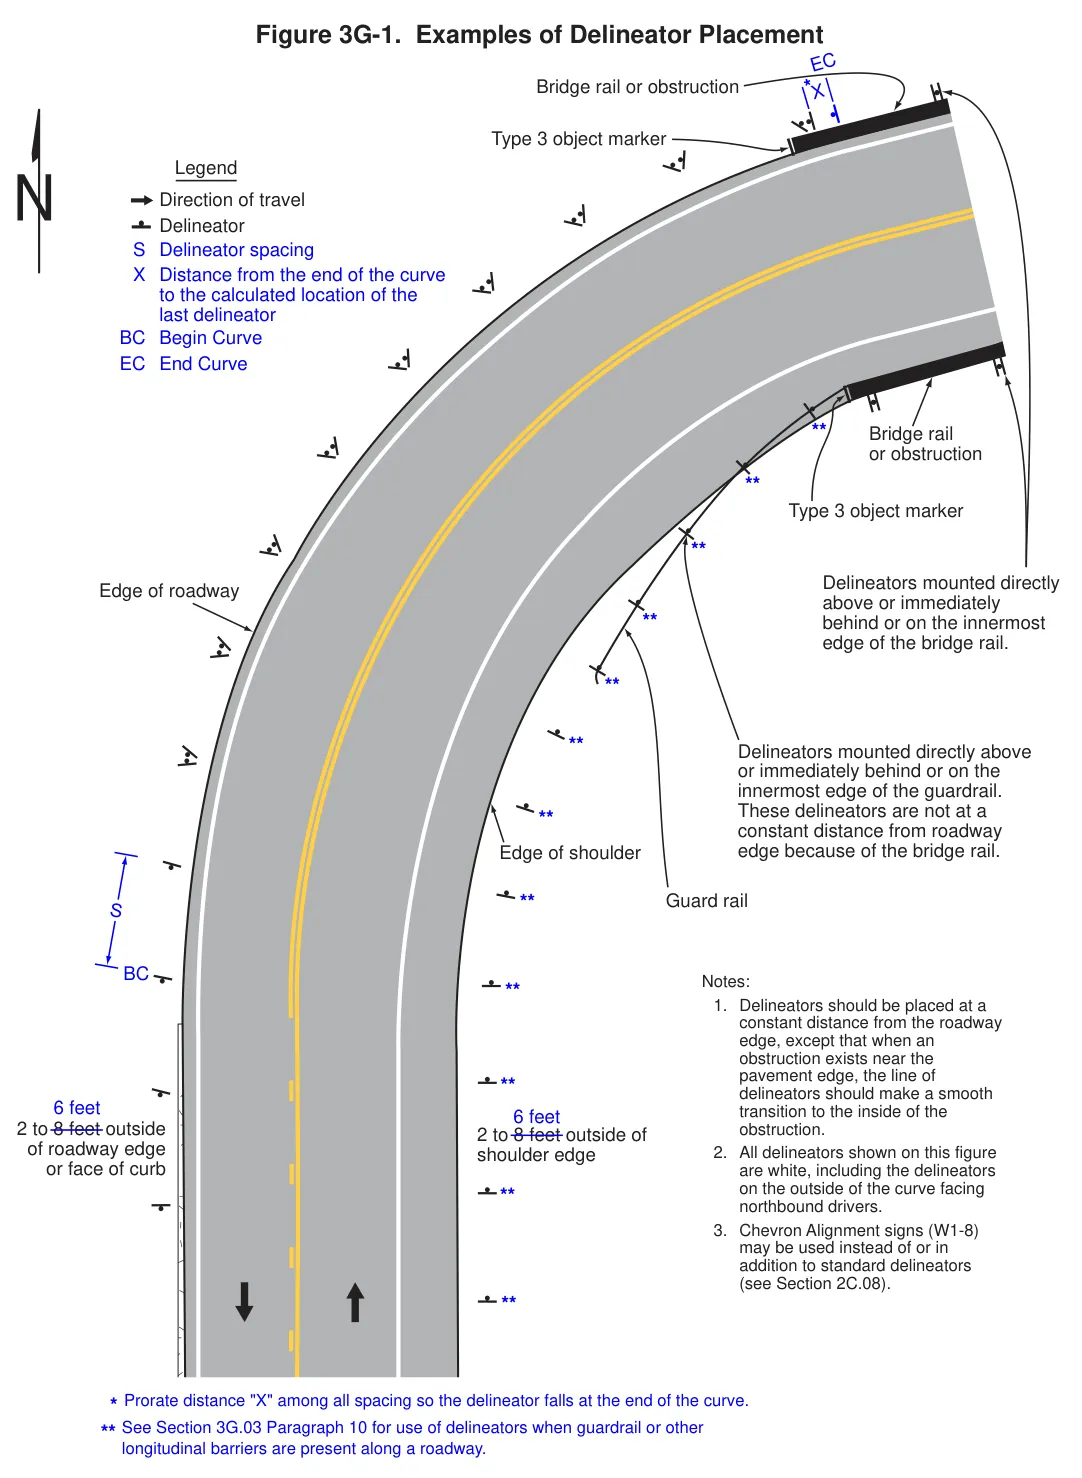 Figure 3G-1.  Examples of Delineator Placement
EC
* X
Bridge rail or obstruction
Type 3 object marker
N
Legend
Direction of travel
Delineator
S Delineator spacing
X Distance from the end of the curve
to the calculated location of the
last delineator
BC Begin Curve
EC End Curve
**
Bridge rail
or obstruction
**
Type 3 object marker
**
Delineators mounted directly
above or immediately
behind or on the innermost
edge of the bridge rail.
Edge of roadway
**
**
**
Delineators mounted directly above
or immediately behind or on the
innermost edge of the guardrail.
These delineators are not at a
constant distance from roadway
edge because of the bridge rail.
**
Edge of shoulder
**
Guard rail
S
BC
**
**
6 feet
2 to 8 feet outside
of roadway edge
or face of curb
6 feet
2 to 8 feet outside of
shoulder edge
**
**
Notes:
1. Delineators should be placed at a
constant distance from the roadway
edge, except that when an
obstruction exists near the
pavement edge, the line of
delineators should make a smooth
transition to the inside of the
obstruction.
2. All delineators shown on this figure
are white, including the delineators
on the outside of the curve facing
northbound drivers.
3. Chevron Alignment signs (W1-8)
may be used instead of or in
addition to standard delineators
(see Section 2C.08).
* Prorate distance "X" among all spacing so the delineator falls at the end of the curve.
** See Section 3G.03 Paragraph 10 for use of delineators when guardrail or other
longitudinal barriers are present along a roadway.